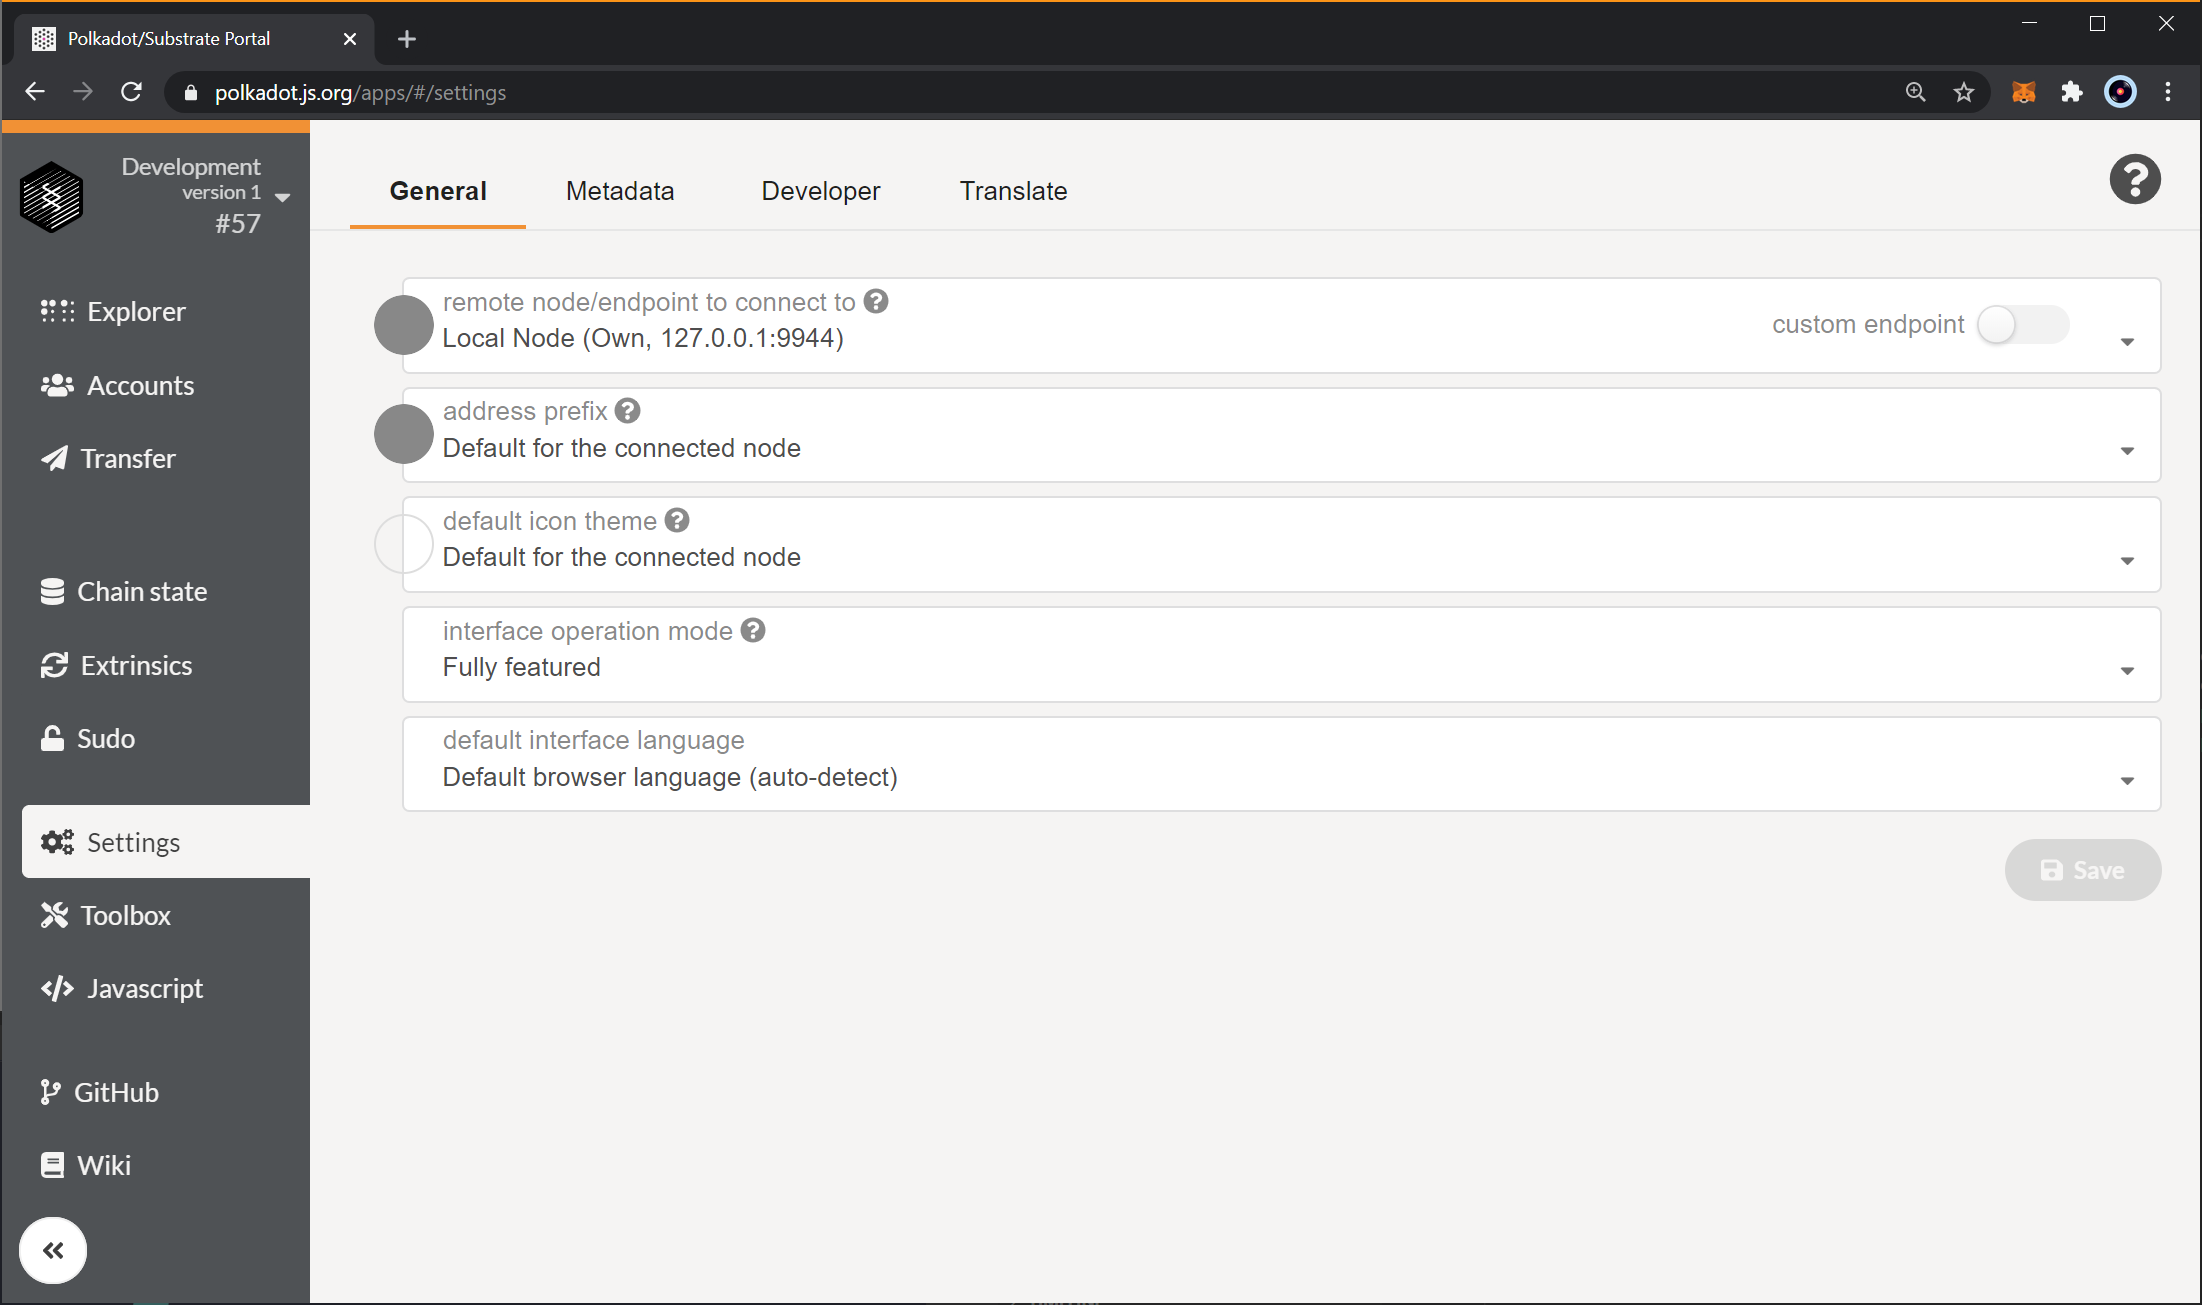 Polkadot/Substrate Portal
polkadot.js.org/apps/#/settings
Development
version 1
#57
Explorer
Accounts
Transfer
Chain state
Extrinsics
Sudo
Settings
Toolbox
Javascript
GitHub
Wiki
General
Metadata
Developer
Translate
remote node/endpoint to connect to
Local Node (Own, 127.0.0.1:9944)
custom endpoint
address prefix
Default for the connected node
default icon theme
Default for the connected node
interface operation mode
Fully featured
default interface language
Default browser language (auto-detect)
Save